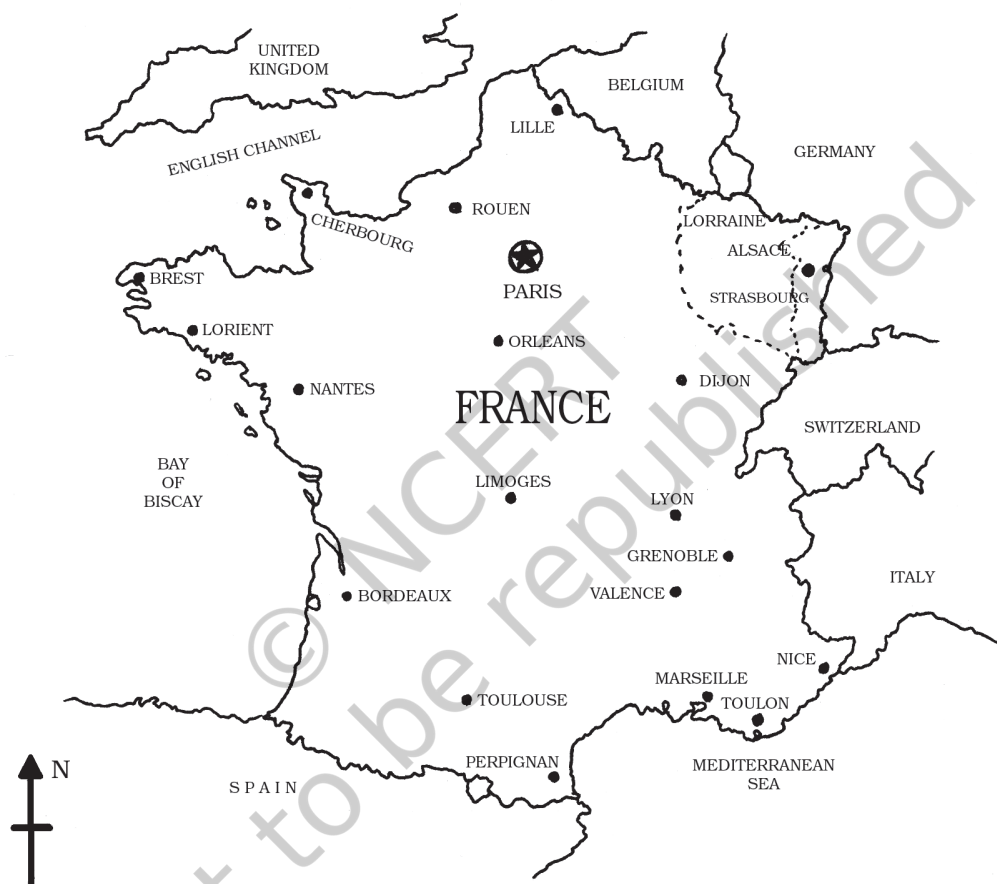 UNITED
KINGDOM
BELGIUM
LILLE
ENGLISH CHANNEL
GERMANY
CHERBOURG
ROUEN
LORRAINE
ALSACE
BREST
PARIS
STRASBOURG
LORIENT
ORLEANS
NANTES
DIJON
FRANCE
SWITZERLAND
BAY
OF
BISCAY
LIMOGES
LYON
GRENOBLE
ITALY
VALENCE
BORDEAUX
NICE
MARSEILLE
TOULOUSE
TOULON
PERPIGNAN
MEDITERRANEAN
SEA
N
SPAIN
© NCERT
not to be republished